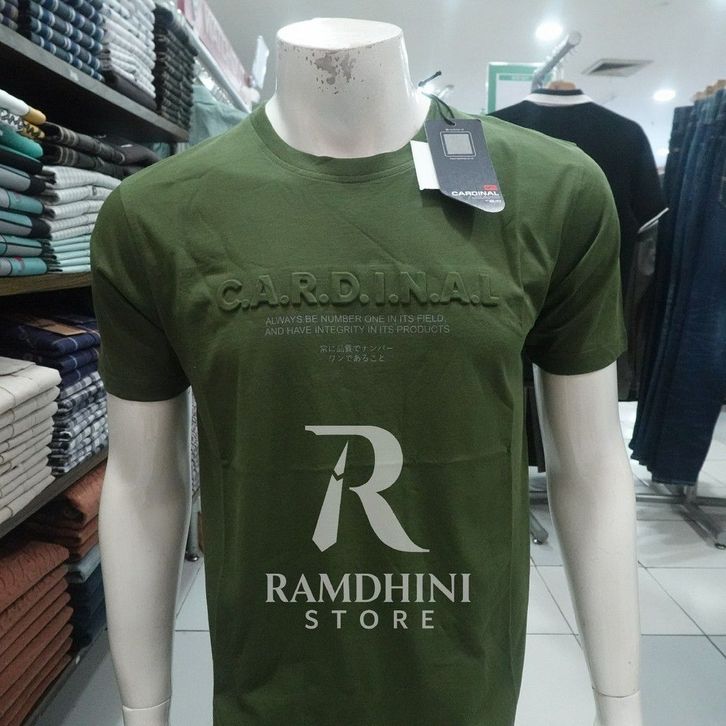 CARDINAL
C.A.R.D.I.N.A.L
ALWAYS BE NUMBER ONE IN ITS FIELD,
AND HAVE INTEGRITY IN ITS PRODUCTS
常に品質でナンバー
ワンであること
RAMDHINI
STORE